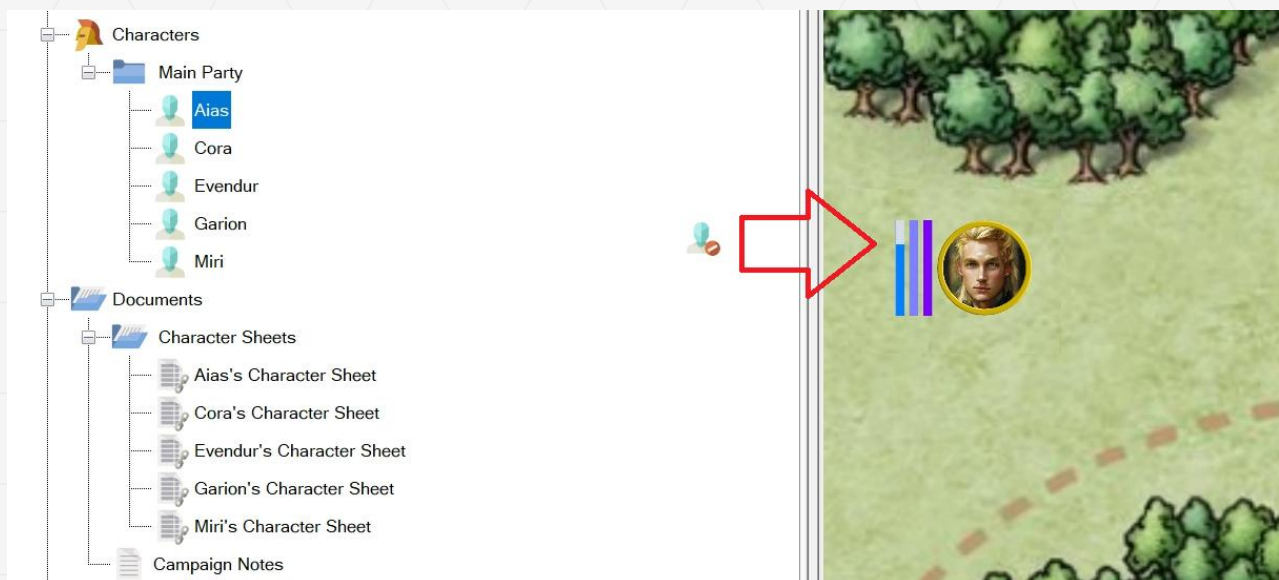 Characters
Main Party
Aias
Cora
Evendur
Garion
Miri
Documents
Character Sheets
Aias's Character Sheet
Cora's Character Sheet
Evendur's Character Sheet
Garion's Character Sheet
Miri's Character Sheet
Campaign Notes